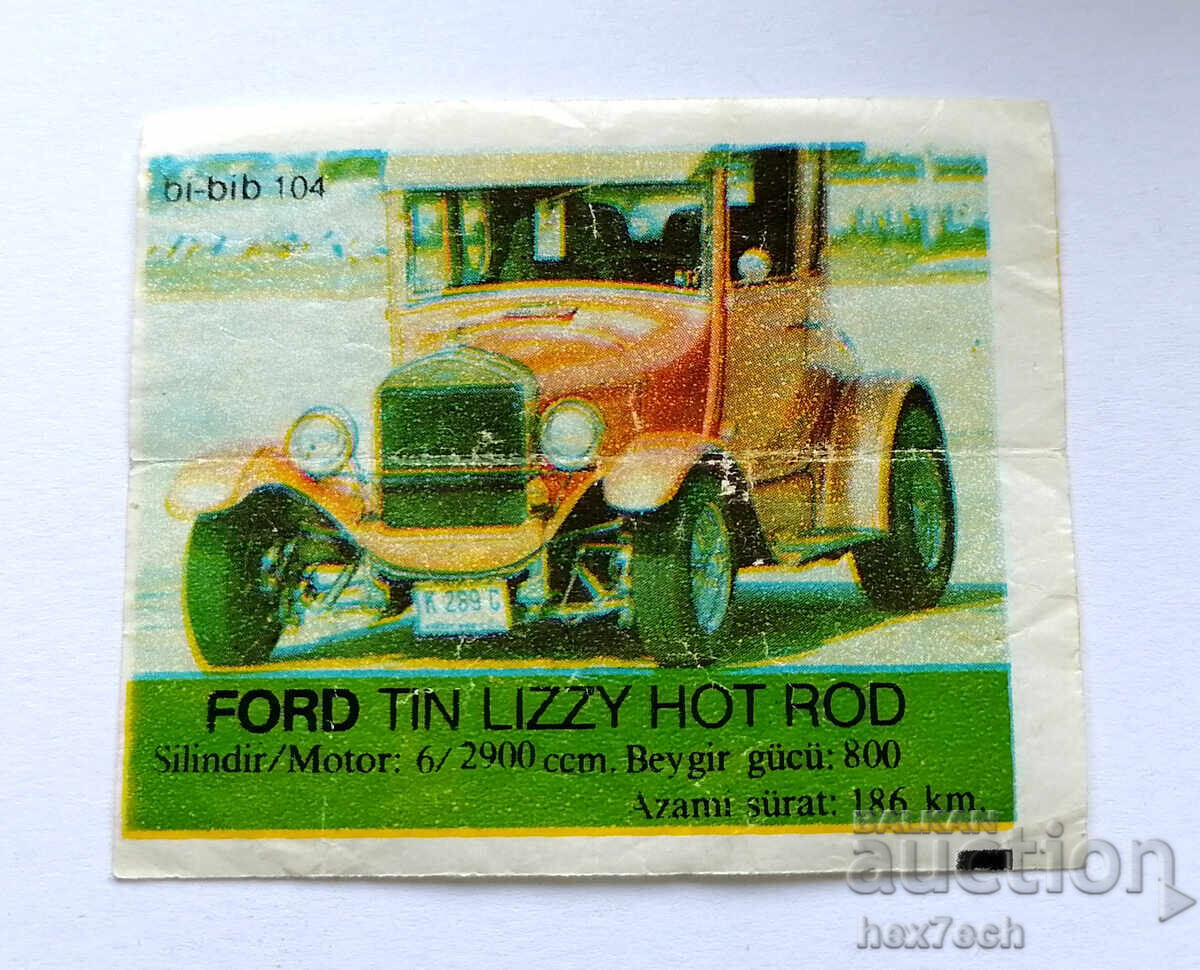 bi-bib 104
K 289 C
FORD TIN LIZZY HOT ROD
Silindir/Motor: 6/2900 ccm. Beygir gücü: 800
Azami sürat: 186 km.
BALKAN
auction
hex7ech